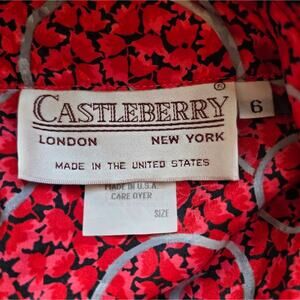 CASTLEBERRY ®
6
LONDON NEW YORK
MADE IN THE UNITED STATES
MADE IN U.S.A.
CARE OVER
SIZE